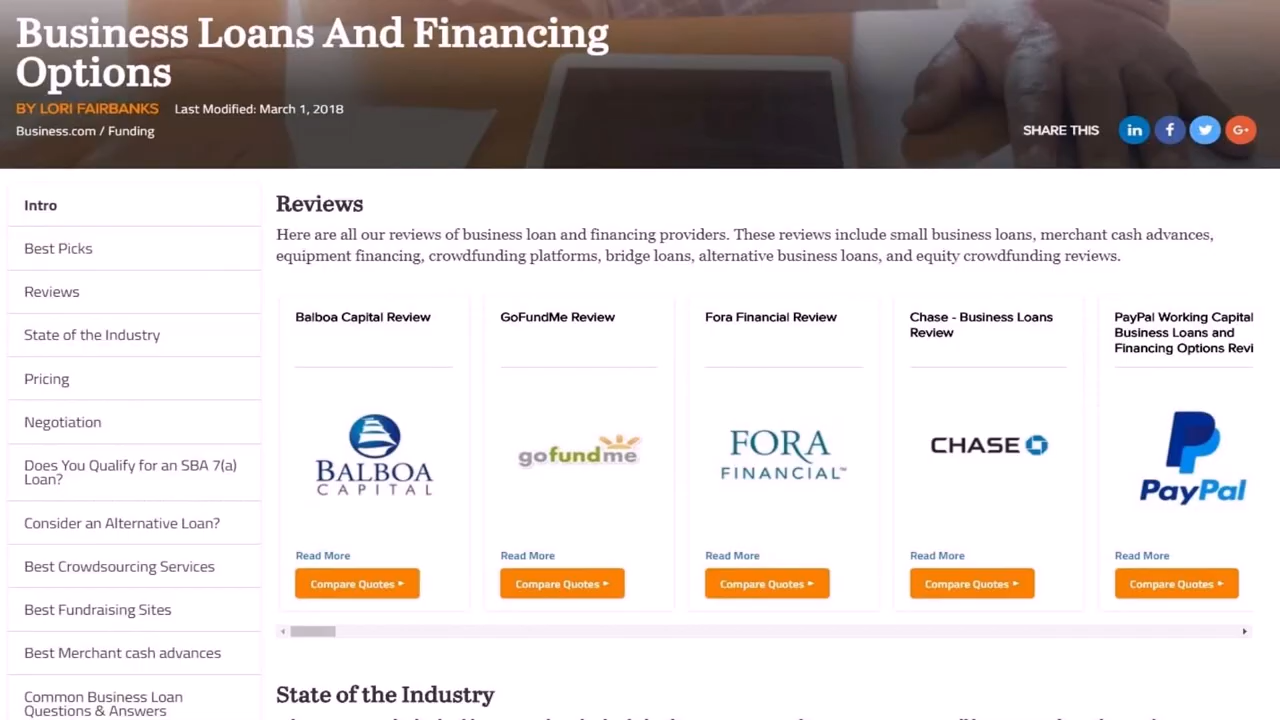 Business Loans And Financing
Options
BY LORI FAIRBANKS Last Modified: March 1, 2018
Business.com / Funding
SHARE THIS
in f G+
Intro
Best Picks
Reviews
State of the Industry
Pricing
Negotiation
Does You Qualify for an SBA 7(a)
Loan?
Consider an Alternative Loan?
Best Crowdsourcing Services
Best Fundraising Sites
Best Merchant cash advances
Common Business Loan
Questions & Answers
Reviews
Here are all our reviews of business loan and financing providers. These reviews include small business loans, merchant cash advances,
equipment financing, crowdfunding platforms, bridge loans, alternative business loans, and equity crowdfunding reviews.
Balboa Capital Review
BALBOA
CAPITAL
Read More
Compare Quotes
GoFundMe Review
gofundme
Read More
Compare Quotes
Fora Financial Review
FORA
FINANCIAL™
Read More
Compare Quotes
Chase - Business Loans
Review
CHASE
Read More
Compare Quotes
PayPal Working Capital
Business Loans and
Financing Options Revi
PayPal
Read More
Compare Quotes
State of the Industry